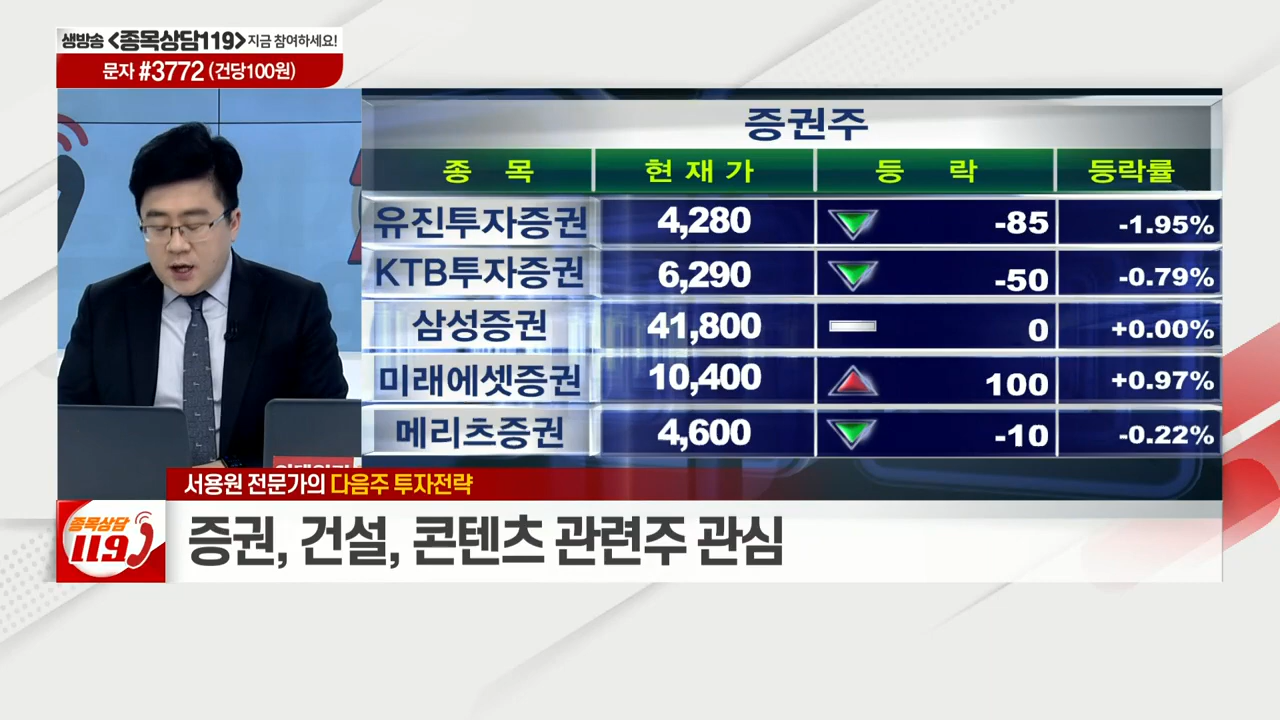 생방송 <종목상담119> 지금 참여하세요!
문자 #3772 (건당100원)
증권주
종 목 현 재 가 등 락 등락률
유진투자증권 4,280 -85 -1.95%
KTB투자증권 6,290 -50 -0.79%
삼성증권 41,800 0 +0.00%
미래에셋증권 10,400 100 +0.97%
메리츠증권 4,600 -10 -0.22%
서용원 전문가의 다음주 투자전략
종목상담
119
증권, 건설, 콘텐츠 관련주 관심